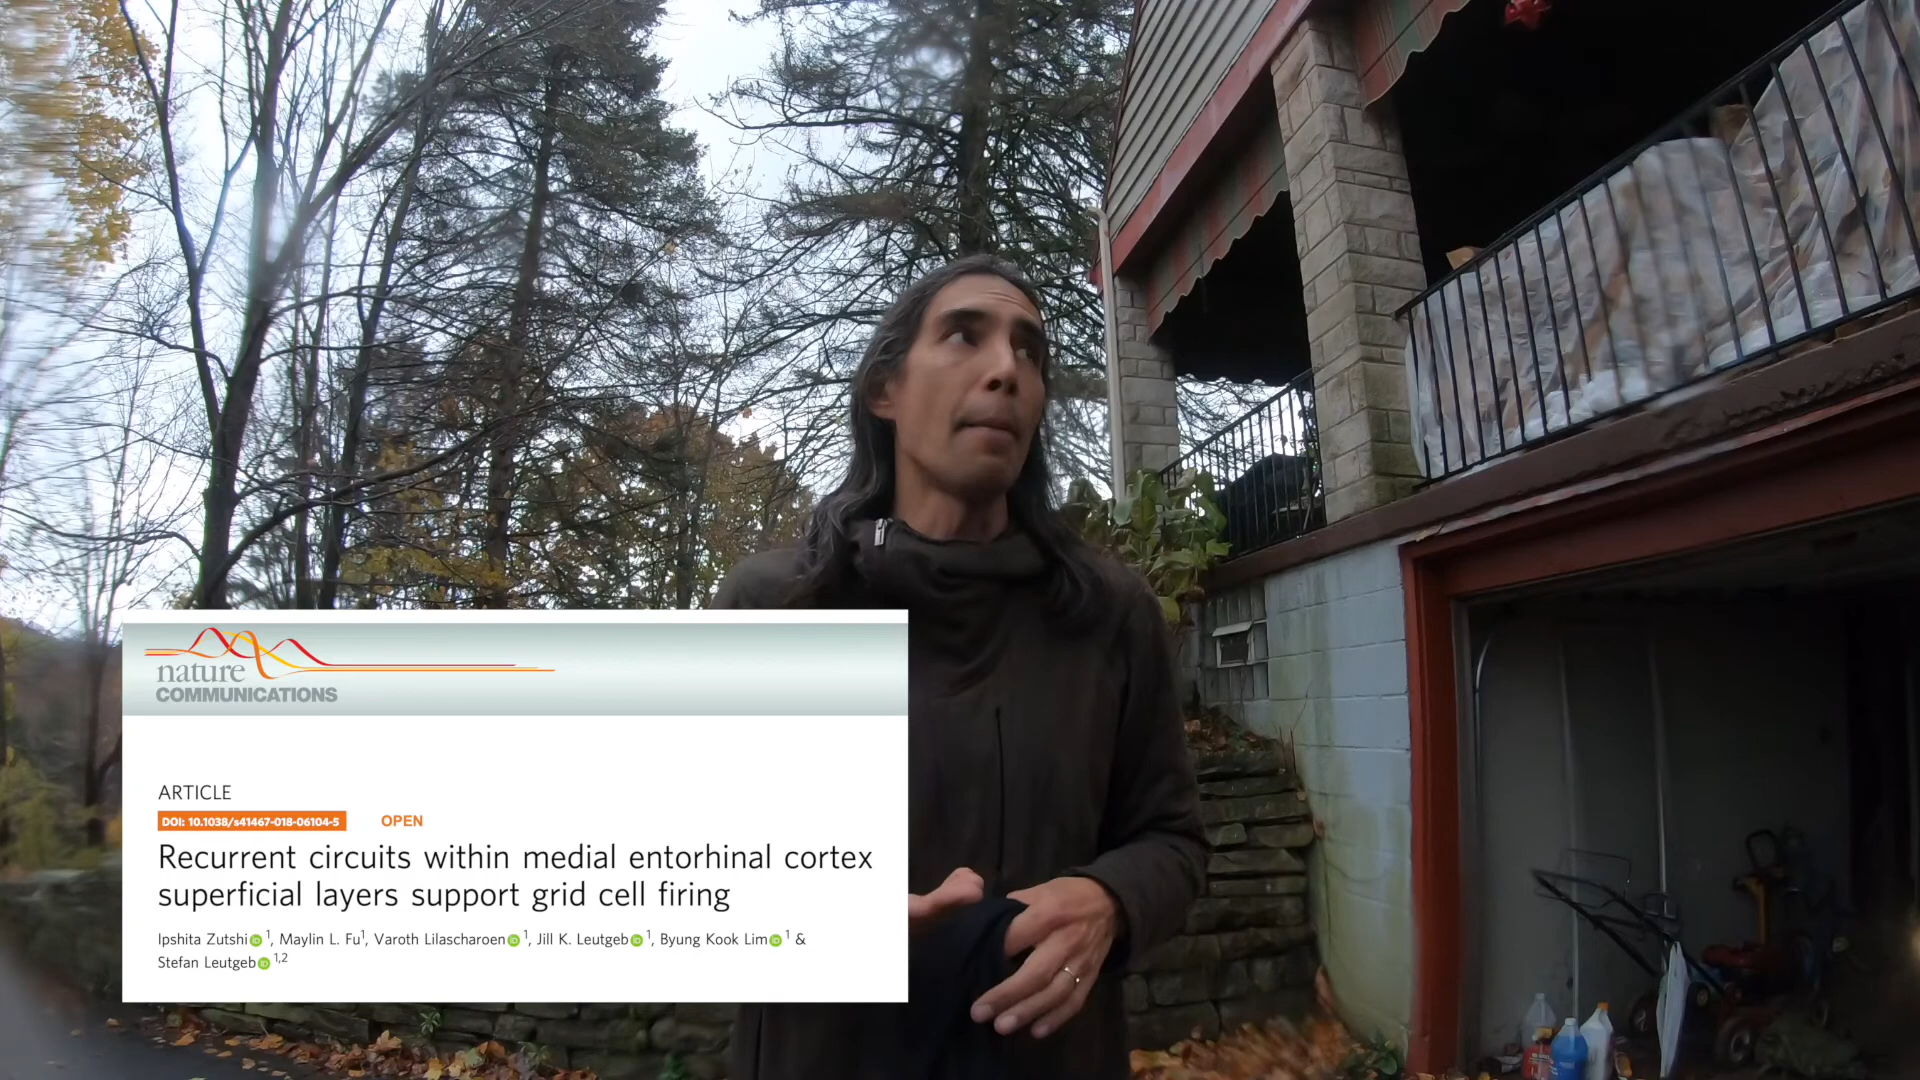 nature
COMMUNICATIONS
ARTICLE
DOI: 10.1038/s41467-018-06104-5 OPEN
Recurrent circuits within medial entorhinal cortex
superficial layers support grid cell firing
Ipshita Zutshi 1, Maylin L. Fu1, Varoth Lilascharoen 1, Jill K. Leutgeb 1, Byung Kook Lim 1 &
Stefan Leutgeb 1,2